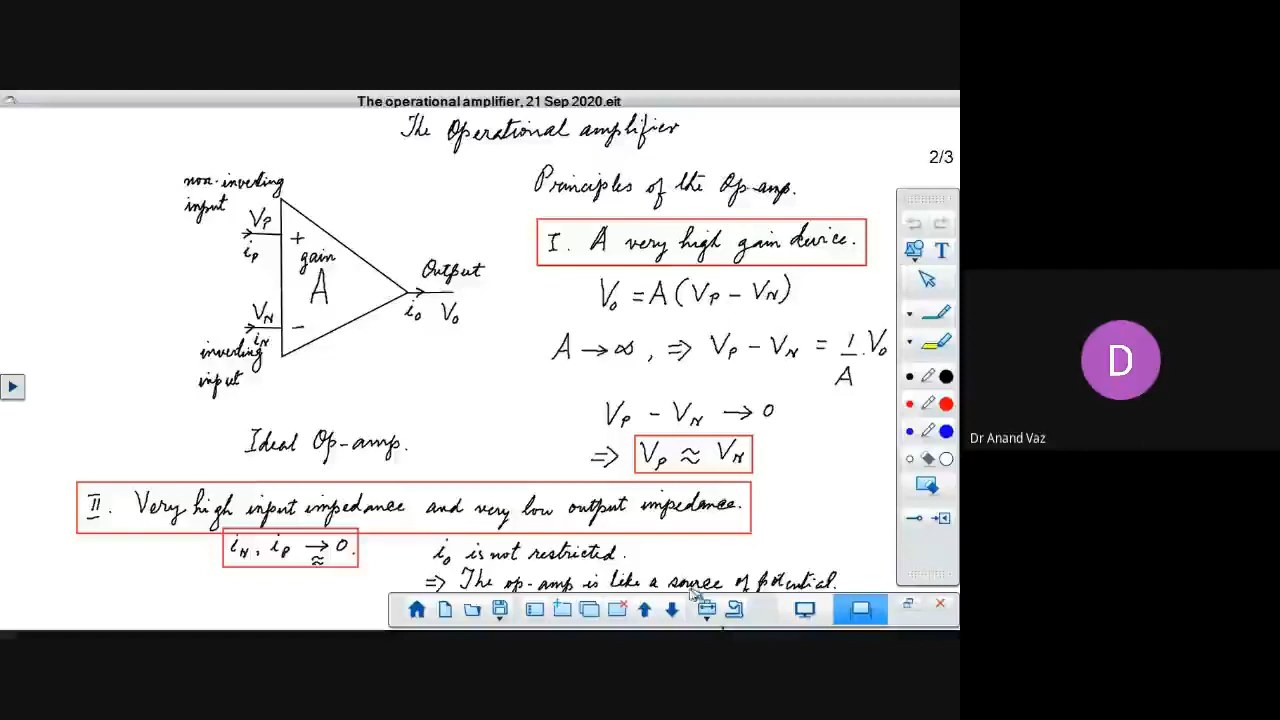 The operational amplifier, 21 Sep 2020.eit
The Operational amplifier
2/3
non-inverting
input
VP
iP
+
gain
A
Output
iO VO
VN
iN
-
inverting
input
Ideal Op-amp.
Principles of the Op-amp.
I. A very high gain device.
VO = A (VP - VN)
A → ∞, ⇒ VP - VN = 1/A . VO
VP - VN → 0
⇒ VP ≈ VN
II. Very high input impedance and very low output impedance.
iN, iP → 0.
≈
iO is not restricted.
⇒ The op-amp is like a source of potential.
T
D
Dr Anand Vaz